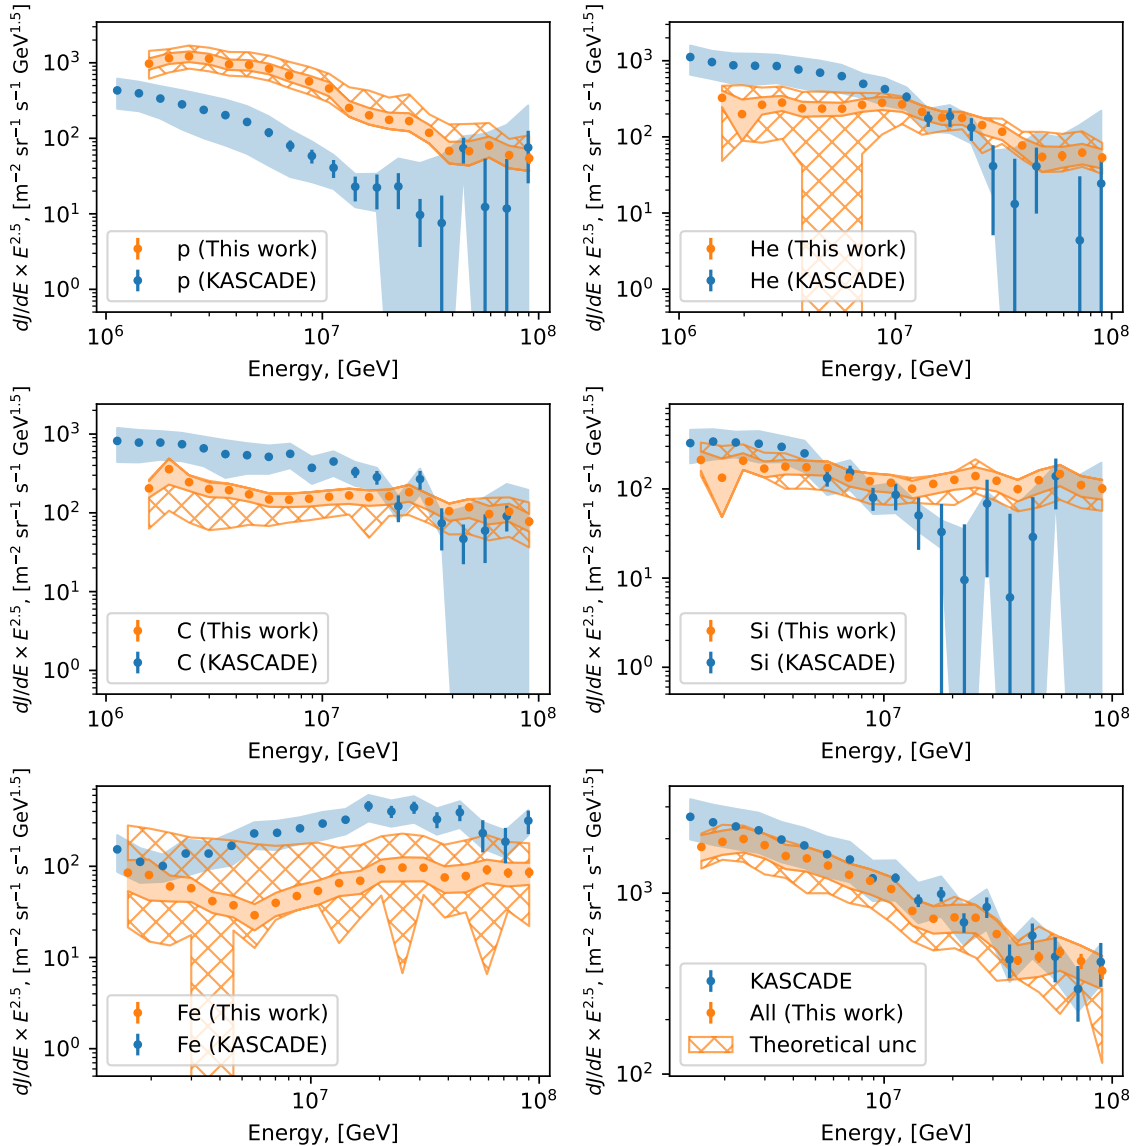 dJ/dE × E^2.5, [m^−2 sr^−1 s^−1 GeV^1.5]
10^3
10^2
10^1
10^0
p (This work)
p (KASCADE)
10^6 10^7 10^8
Energy, [GeV]
dJ/dE × E^2.5, [m^−2 sr^−1 s^−1 GeV^1.5]
10^3
10^2
10^1
10^0
He (This work)
He (KASCADE)
10^6 10^7 10^8
Energy, [GeV]
dJ/dE × E^2.5, [m^−2 sr^−1 s^−1 GeV^1.5]
10^3
10^2
10^1
10^0
C (This work)
C (KASCADE)
10^6 10^7 10^8
Energy, [GeV]
dJ/dE × E^2.5, [m^−2 sr^−1 s^−1 GeV^1.5]
10^2
10^1
10^0
Si (This work)
Si (KASCADE)
10^7 10^8
Energy, [GeV]
dJ/dE × E^2.5, [m^−2 sr^−1 s^−1 GeV^1.5]
10^2
10^1
10^0
Fe (This work)
Fe (KASCADE)
10^7 10^8
Energy, [GeV]
dJ/dE × E^2.5, [m^−2 sr^−1 s^−1 GeV^1.5]
10^3
10^2
KASCADE
All (This work)
Theoretical unc
10^7 10^8
Energy, [GeV]